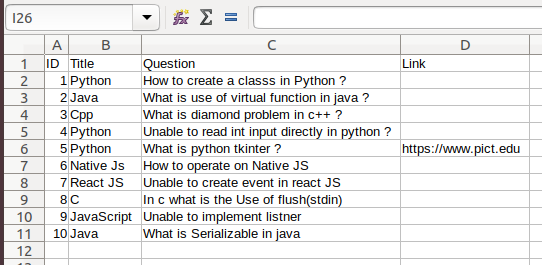 I26
A B C D
1 ID Title Question Link
2 1 Python How to create a classs in Python ?
3 2 Java What is use of virtual function in java ?
4 3 Cpp What is diamond problem in c++ ?
5 4 Python Unable to read int input directly in python ?
6 5 Python What is python tkinter ? https://www.pict.edu
7 6 Native Js How to operate on Native JS
8 7 React JS Unable to create event in react JS
9 8 C In c what is the Use of flush(stdin)
10 9 JavaScript Unable to implement listner
11 10 Java What is Serializable in java
12